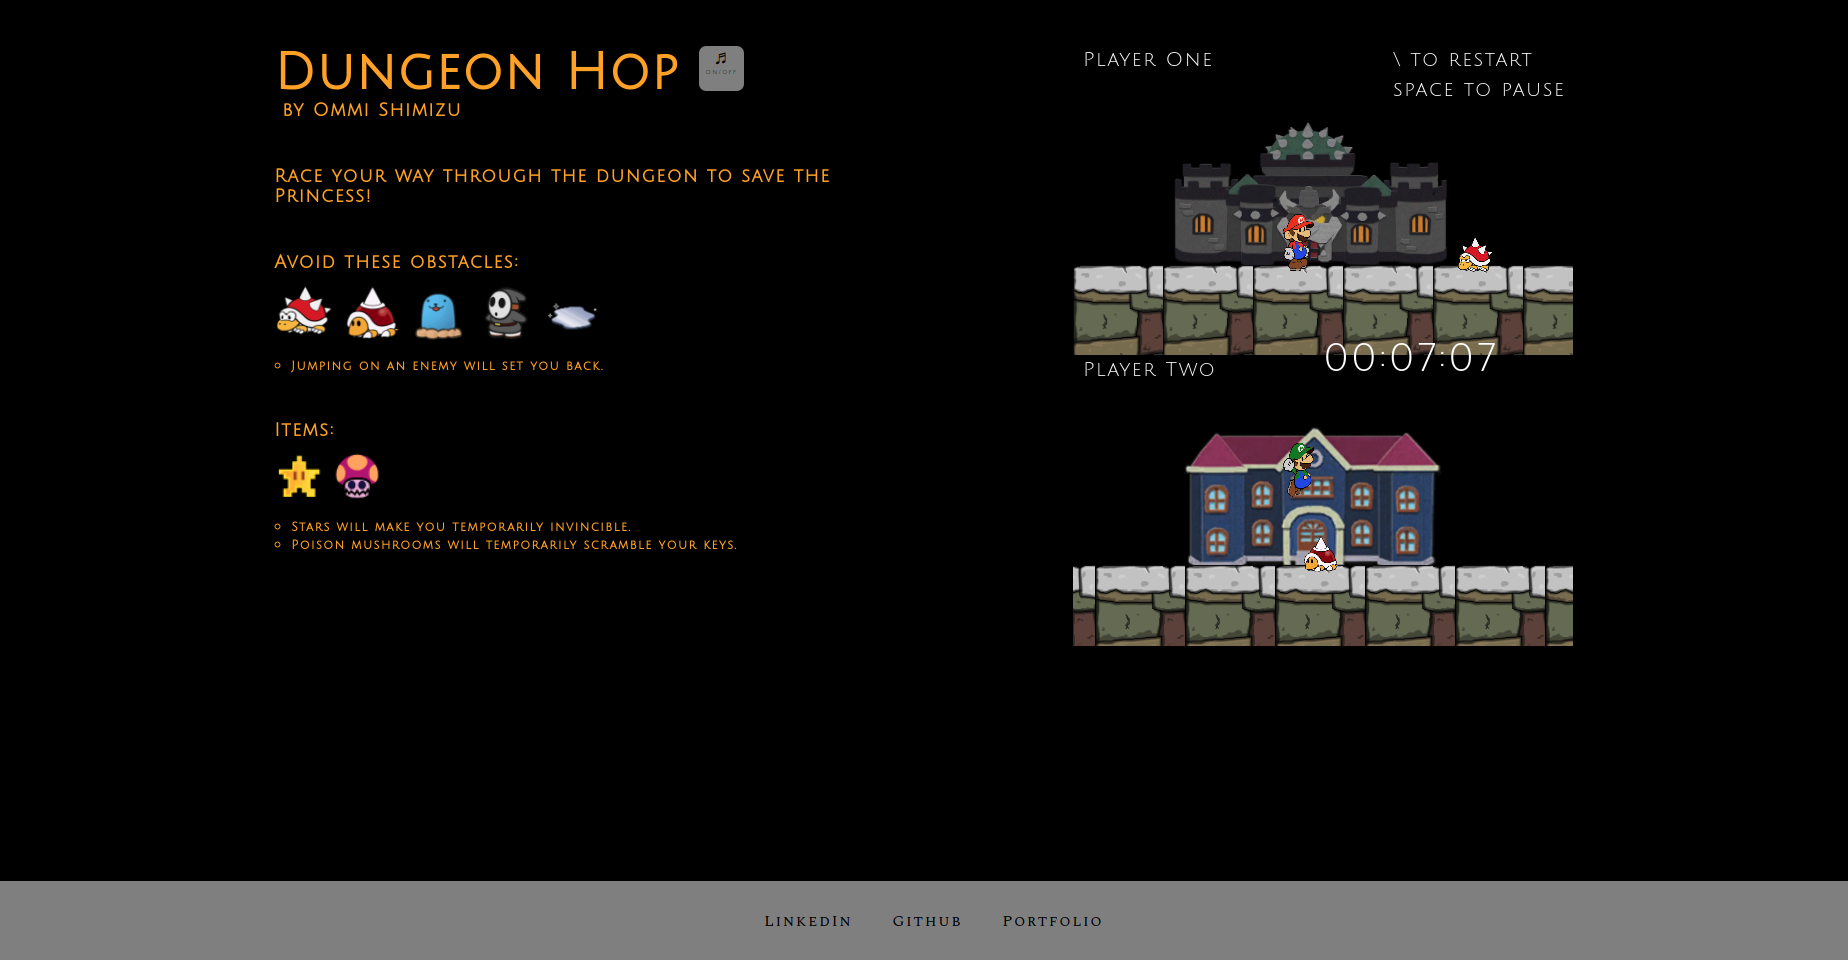 Dungeon Hop
ON/OFF
by Ommi Shimizu
Race your way through the dungeon to save the
Princess!
Avoid these obstacles:
Jumping on an enemy will set you back.
Items:
Stars will make you temporarily invincible.
Poison mushrooms will temporarily scramble your keys.
Player One
\ to restart
space to pause
00:07:07
Player Two
LinkedIn
Github
Portfolio